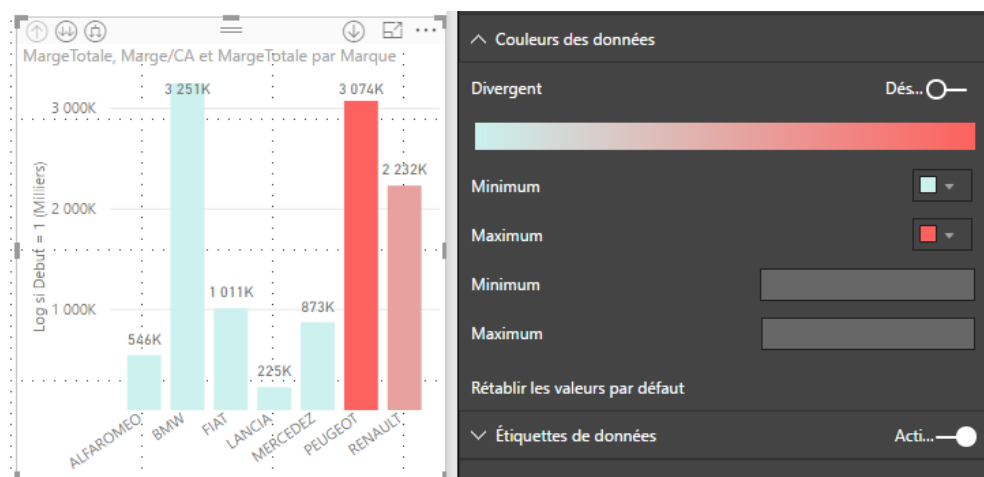 MargeTotale, Marge/CA et MargeTotale par Marque
3 251K
3 074K
3 000K
2 232K
2 000K
1 011K
873K
1 000K
546K
225K
Log si Debut = 1 (Milliers)
ALFAROMEO
BMW
FIAT
LANCIA
MERCEDEZ
PEUGEOT
RENAULT
Couleurs des données
Divergent
Dés...
Minimum
Maximum
Minimum
Maximum
Rétablir les valeurs par défaut
Étiquettes de données
Acti...